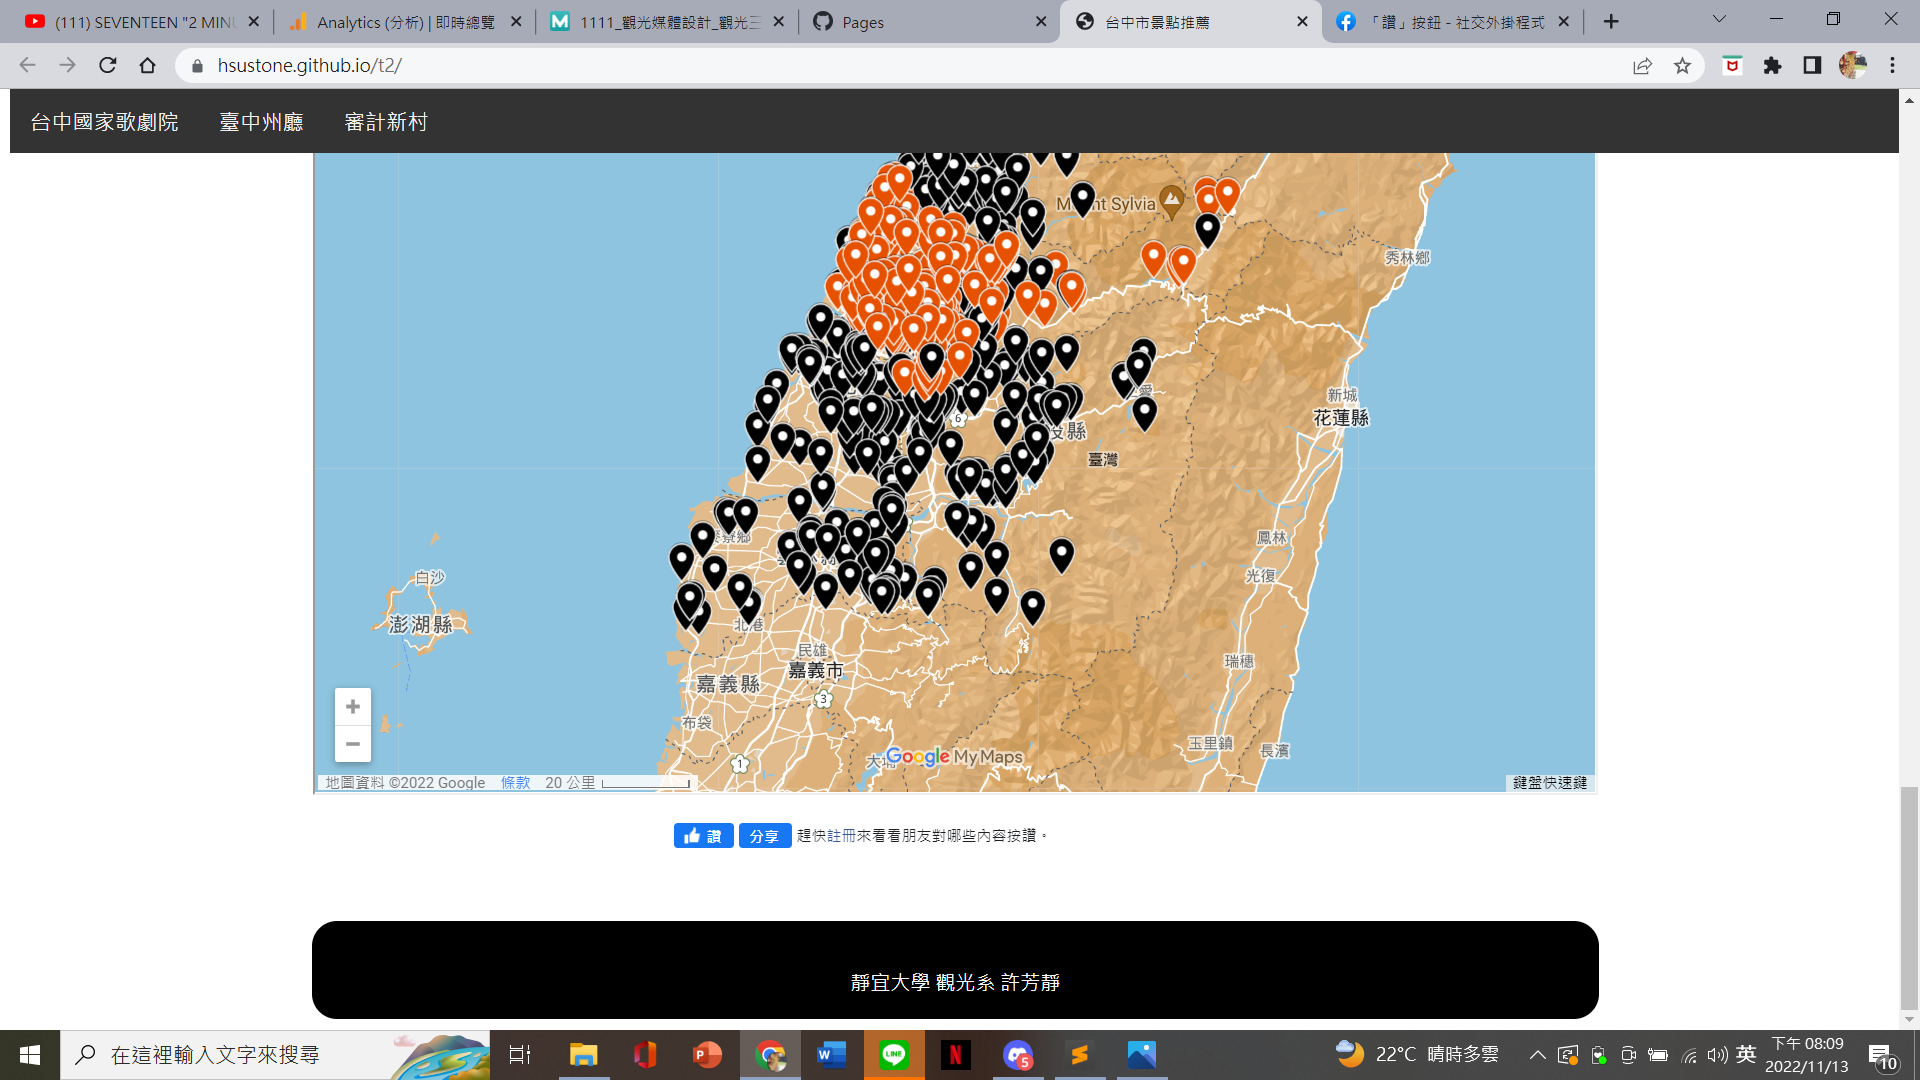 (111) SEVENTEEN "2 MINU
Analytics (分析) | 即時總覽
1111_觀光媒體設計_觀光三
Pages
台中市景點推薦
「讚」按鈕 - 社交外掛程式
hsustone.github.io/t2/
台中國家歌劇院 臺中州廳 審計新村
秀林鄉
新城
花蓮縣
6
臺灣
鳳林
白沙
光復
澎湖縣
北港
民雄
嘉義市
瑞穗
嘉義縣
3
布袋
玉里鎮
長濱
1
Google My Maps
地圖資料 ©2022 Google 條款 20 公里
鍵盤快速鍵
讚 分享 趕快註冊來看看朋友對哪些內容按讚。
靜宜大學 觀光系 許芳靜
在這裡輸入文字來搜尋
LINE
5
22°C 晴時多雲
英
下午 08:09
2022/11/13
10